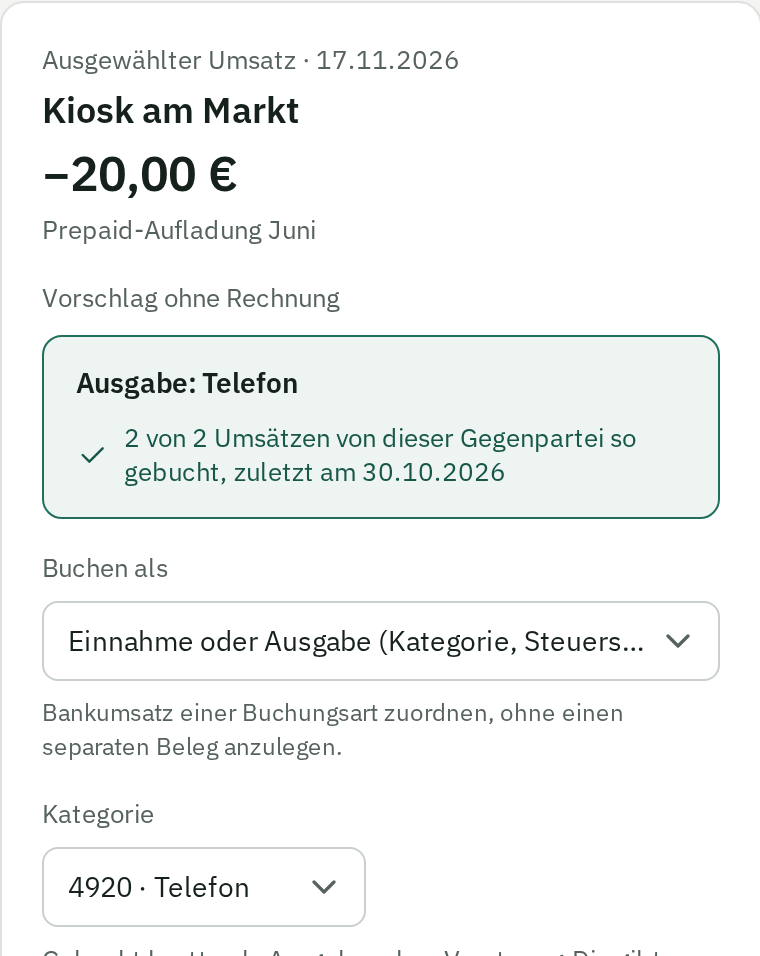 Ausgewählter Umsatz · 17.11.2026
Kiosk am Markt
−20,00 €
Prepaid-Aufladung Juni
Vorschlag ohne Rechnung
Ausgabe: Telefon
2 von 2 Umsätzen von dieser Gegenpartei so
gebucht, zuletzt am 30.10.2026
Buchen als
Einnahme oder Ausgabe (Kategorie, Steuers...
Bankumsatz einer Buchungsart zuordnen, ohne einen
separaten Beleg anzulegen.
Kategorie
4920 · Telefon